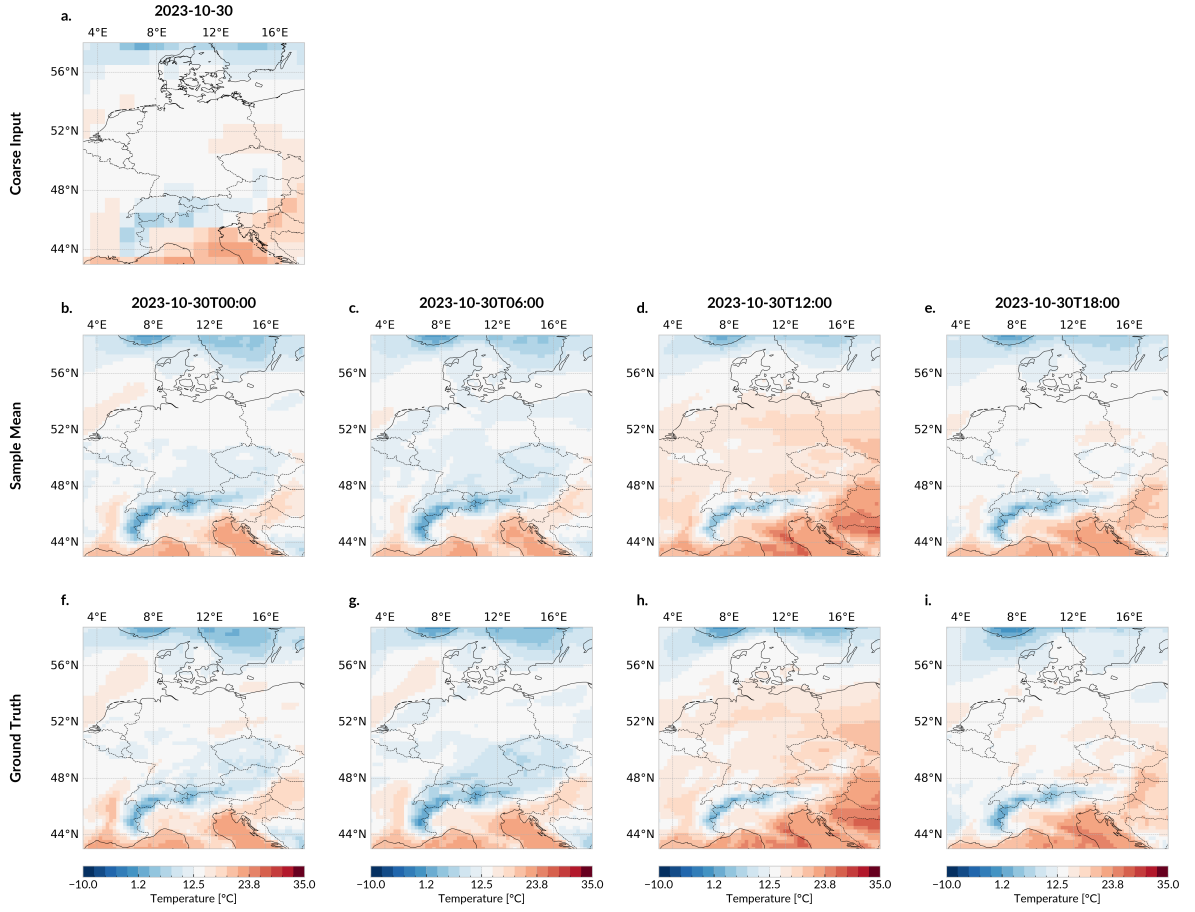 a.
2023-10-30
4°E 8°E 12°E 16°E
56°N
52°N
48°N
44°N
Coarse Input
b.
2023-10-30T00:00
c.
2023-10-30T06:00
d.
2023-10-30T12:00
e.
2023-10-30T18:00
4°E 8°E 12°E 16°E
4°E 8°E 12°E 16°E
4°E 8°E 12°E 16°E
4°E 8°E 12°E 16°E
56°N 56°N 56°N 56°N
52°N 52°N 52°N 52°N
48°N 48°N 48°N 48°N
44°N 44°N 44°N 44°N
Sample Mean
f.
g.
h.
i.
4°E 8°E 12°E 16°E
4°E 8°E 12°E 16°E
4°E 8°E 12°E 16°E
4°E 8°E 12°E 16°E
56°N 56°N 56°N 56°N
52°N 52°N 52°N 52°N
48°N 48°N 48°N 48°N
44°N 44°N 44°N 44°N
Ground Truth
−10.0 1.2 12.5 23.8 35.0
Temperature [°C]
−10.0 1.2 12.5 23.8 35.0
Temperature [°C]
−10.0 1.2 12.5 23.8 35.0
Temperature [°C]
−10.0 1.2 12.5 23.8 35.0
Temperature [°C]